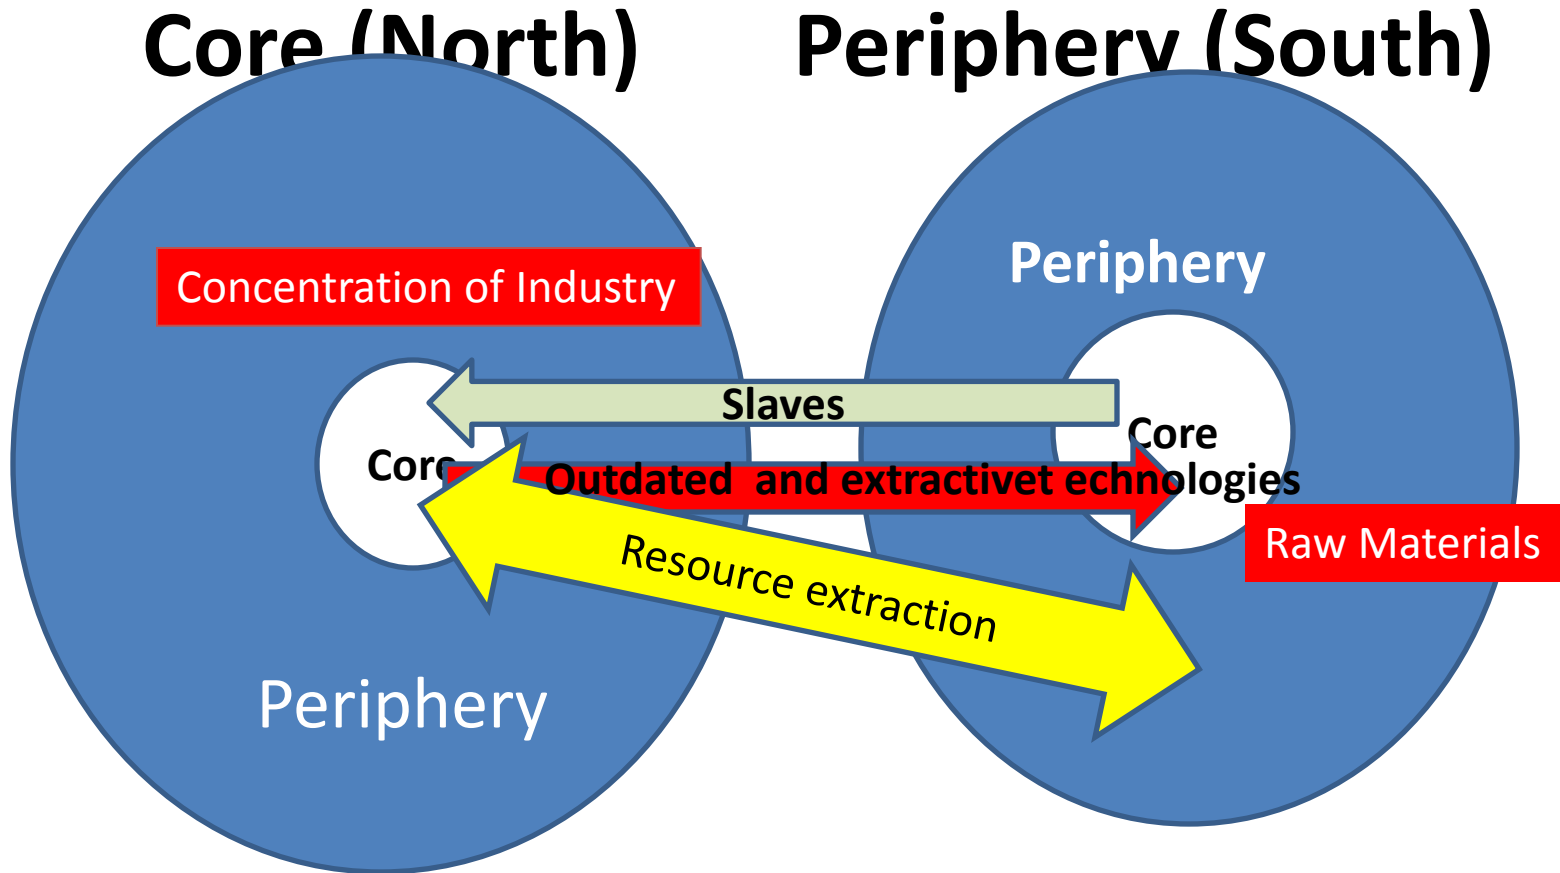 Core (North)
Periphery (South)
Periphery
Concentration of Industry
Slaves
Core
Core
Outdated  and extractivet echnologies
Raw Materials
Resource extraction
Periphery